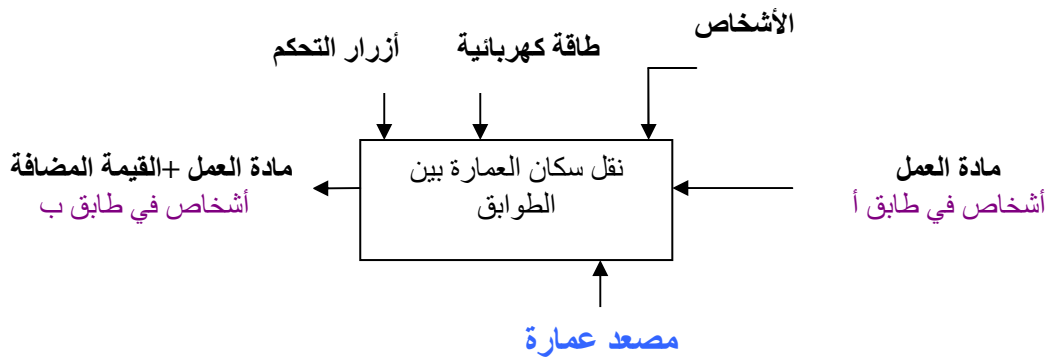 الأشخاص
طاقة كهربائية
أزرار التحكم
مادة العمل
أشخاص في طابق أ
نقل سكان العمارة بين
الطوابق
مادة العمل +القيمة المضافة
أشخاص في طابق ب
مصعد عمارة